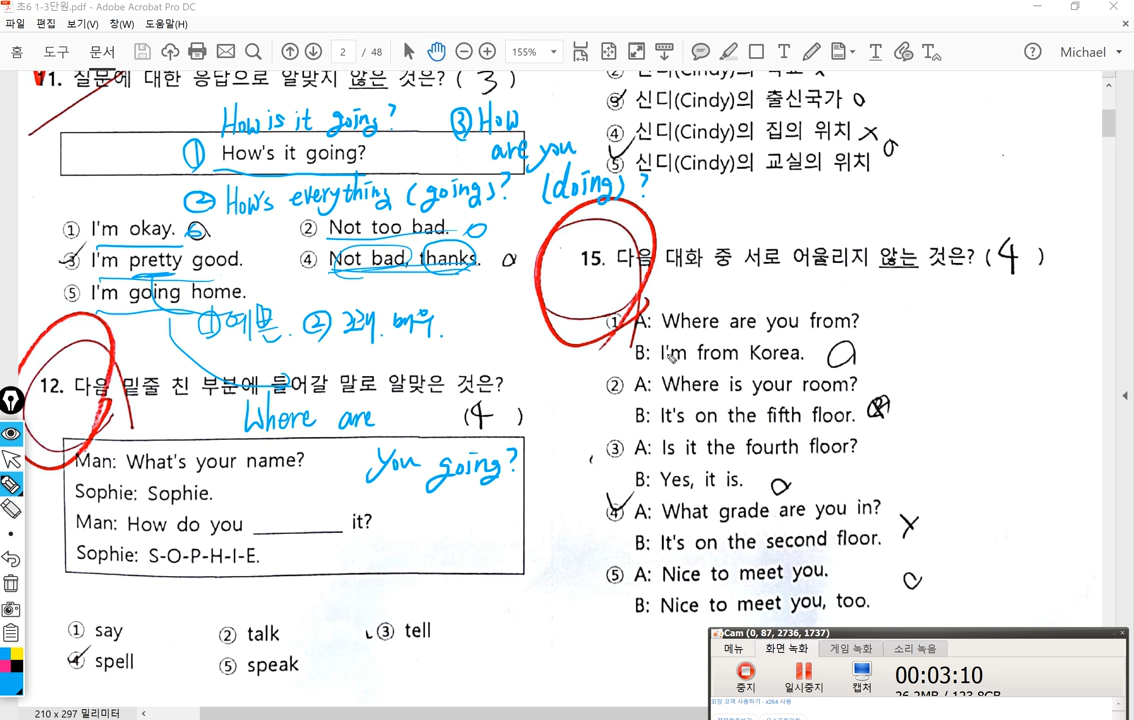 초6 1-3단원.pdf - Adobe Acrobat Pro DC
파일 편집 보기(V) 창(W) 도움말(H)
홈 도구 문서 2 / 48 155% Michael
11. 질문에 대한 응답으로 알맞지 않은 것은? ( 3 )
How is it going? ③ How
① How's it going? are you
② How's everything (going)? (doing)?
① I'm okay. ② Not too bad.
③ I'm pretty good. ④ Not bad, thanks.
⑤ I'm going home.
① 예쁜. ② 꽤.
12. 다음 밑줄 친 부분에 들어갈 말로 알맞은 것은?
Where are ( 4 )
you going?
Man: What's your name?
Sophie: Sophie.
Man: How do you ________ it?
Sophie: S-O-P-H-I-E.
① say ② talk ③ tell
④ spell ⑤ speak
③ 신디(Cindy)의 출신국가 o
④ 신디(Cindy)의 집의 위치 x
⑤ 신디(Cindy)의 교실의 위치 o
15. 다음 대화 중 서로 어울리지 않는 것은? ( 4 )
① A: Where are you from?
B: I'm from Korea.
② A: Where is your room?
B: It's on the fifth floor.
③ A: Is it the fourth floor?
B: Yes, it is.
④ A: What grade are you in?
B: It's on the second floor. x
⑤ A: Nice to meet you.
B: Nice to meet you, too.
oCam (0, 87, 2736, 1737)
메뉴 화면 녹화 게임 녹화 소리 녹음
중지 일시중지 캡처 00:03:10
26.2MB / 123.8GB
210 x 297 밀리미터